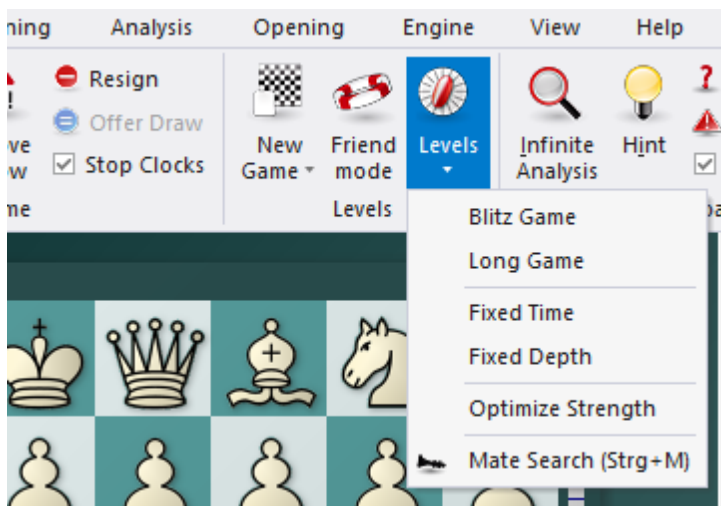 Analysis Opening Engine View Help
Resign
Offer Draw
Stop Clocks
New Game
Friend mode
Levels
Infinite Analysis
Hint
Levels
Blitz Game
Long Game
Fixed Time
Fixed Depth
Optimize Strength
Mate Search (Strg+M)